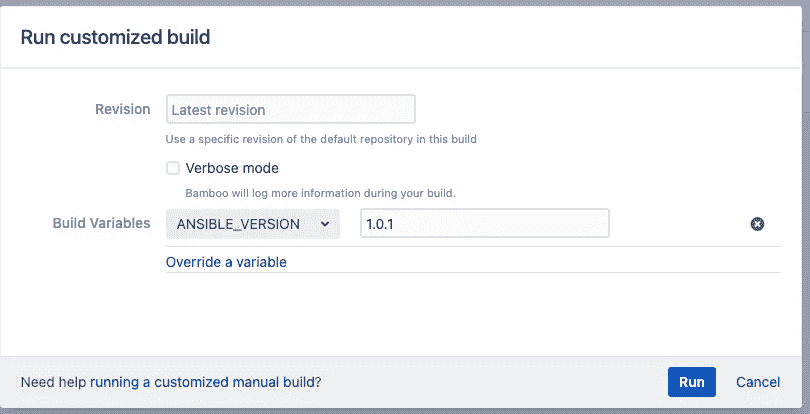 Run customized build
Revision
Latest revision
Use a specific revision of the default repository in this build
Verbose mode
Bamboo will log more information during your build.
Build Variables ANSIBLE_VERSION 1.0.1
Override a variable
Need help running a customized manual build? Run Cancel